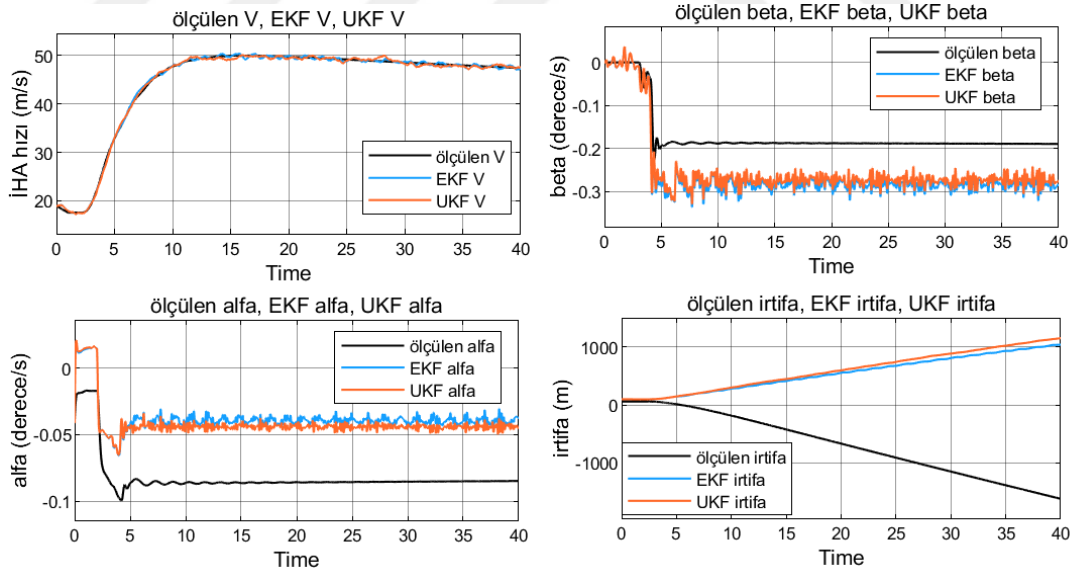 ölçülen V, EKF V, UKF V
İHA hızı (m/s)
50
40
30
20
ölçülen V
EKF V
UKF V
0 5 10 15 20 25 30 35 40
Time
ölçülen beta, EKF beta, UKF beta
beta (derece/s)
0
-0.1
-0.2
-0.3
ölçülen beta
EKF beta
UKF beta
0 5 10 15 20 25 30 35 40
Time
ölçülen alfa, EKF alfa, UKF alfa
alfa (derece/s)
0
-0.05
-0.1
ölçülen alfa
EKF alfa
UKF alfa
0 5 10 15 20 25 30 35 40
Time
ölçülen irtifa, EKF irtifa, UKF irtifa
irtifa (m)
1000
0
-1000
ölçülen irtifa
EKF irtifa
UKF irtifa
0 5 10 15 20 25 30 35 40
Time